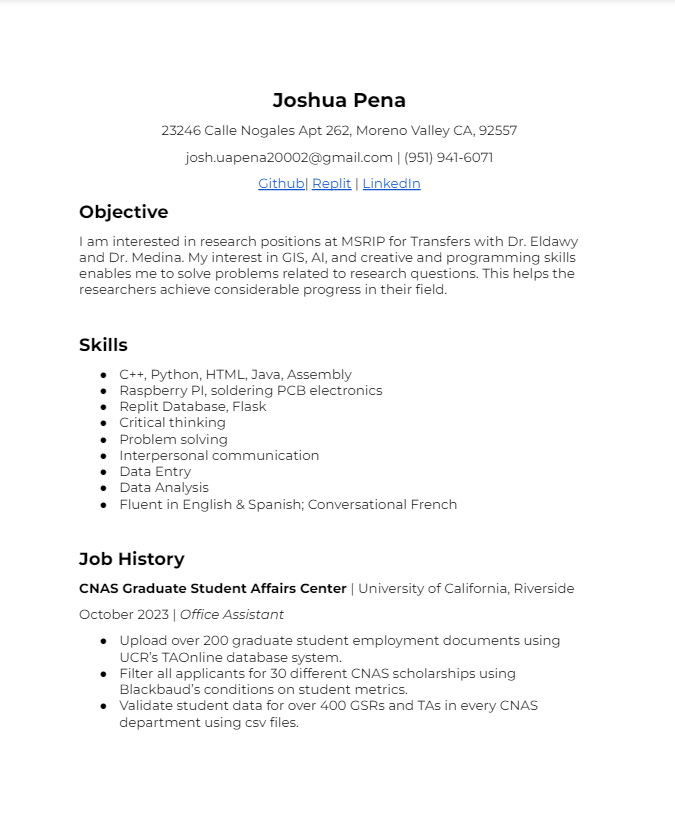 Joshua Pena
23246 Calle Nogales Apt 262, Moreno Valley CA, 92557
josh.uapena20002@gmail.com | (951) 941-6071
Github| Replit | LinkedIn
Objective
I am interested in research positions at MSRIP for Transfers with Dr. Eldawy
and Dr. Medina. My interest in GIS, AI, and creative and programming skills
enables me to solve problems related to research questions. This helps the
researchers achieve considerable progress in their field.
Skills
● C++, Python, HTML, Java, Assembly
● Raspberry PI, soldering PCB electronics
● Replit Database, Flask
● Critical thinking
● Problem solving
● Interpersonal communication
● Data Entry
● Data Analysis
● Fluent in English & Spanish; Conversational French
Job History
CNAS Graduate Student Affairs Center | University of California, Riverside
October 2023 | Office Assistant
● Upload over 200 graduate student employment documents using
UCR’s TAOnline database system.
● Filter all applicants for 30 different CNAS scholarships using
Blackbaud’s conditions on student metrics.
● Validate student data for over 400 GSRs and TAs in every CNAS
department using csv files.